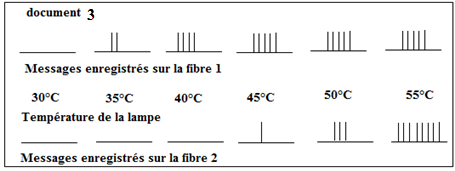 document 3
Messages enregistrés sur la fibre 1
30°C 35°C 40°C 45°C 50°C 55°C
Température de la lampe
Messages enregistrés sur la fibre 2